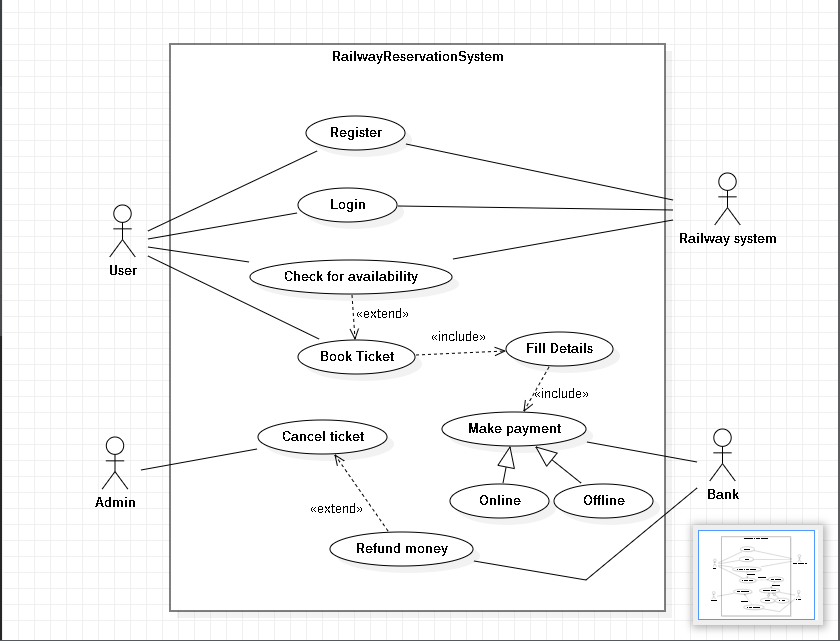 RailwayReservationSystem
Register
Login
Railway system
User
Check for availability
«extend»
«include»
Book Ticket
Fill Details
«include»
Make payment
Cancel ticket
Admin
Bank
Online
Offline
«extend»
Refund money